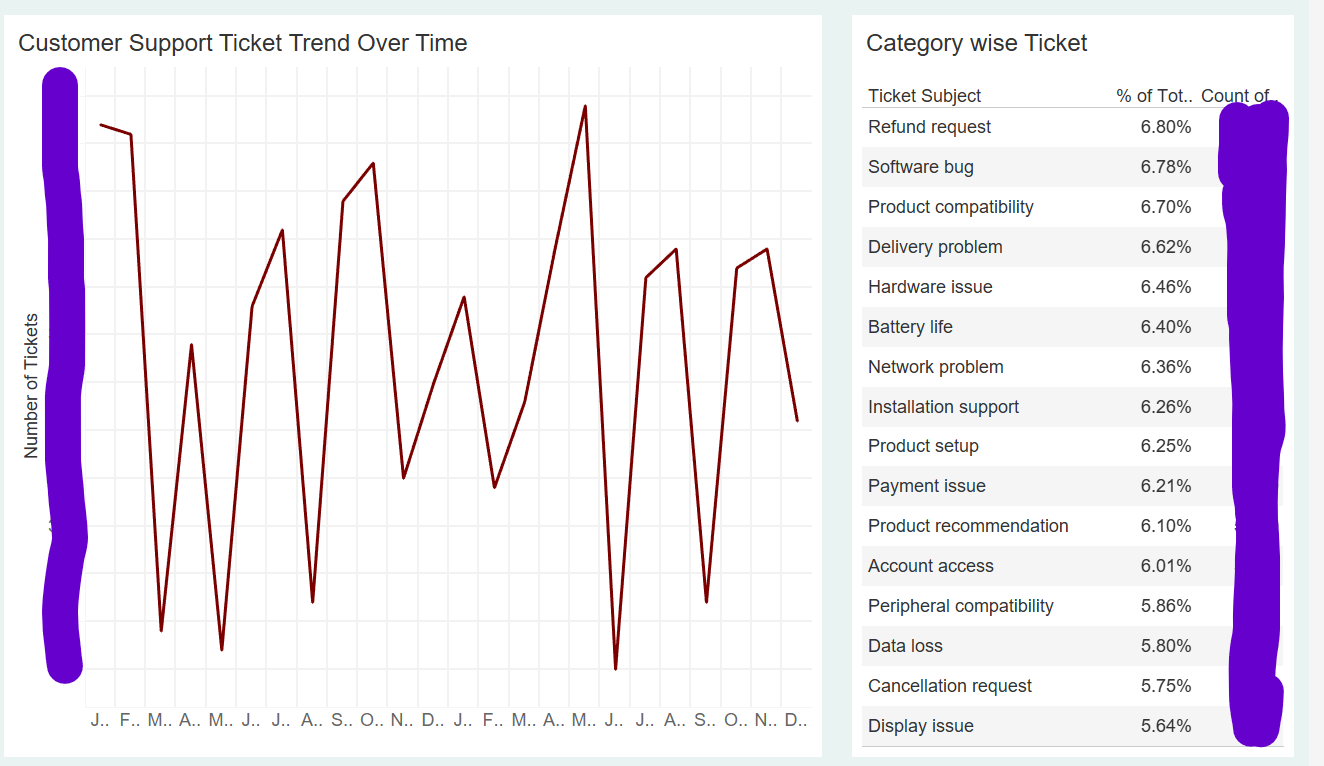 Customer Support Ticket Trend Over Time
Number of Tickets
J.. F.. M.. A.. M.. J.. J.. A.. S.. O.. N.. D.. J.. F.. M.. A.. M.. J.. J.. A.. S.. O.. N.. D..
Category wise Ticket
Ticket Subject % of Tot.. Count of..
Refund request 6.80%
Software bug 6.78%
Product compatibility 6.70%
Delivery problem 6.62%
Hardware issue 6.46%
Battery life 6.40%
Network problem 6.36%
Installation support 6.26%
Product setup 6.25%
Payment issue 6.21%
Product recommendation 6.10%
Account access 6.01%
Peripheral compatibility 5.86%
Data loss 5.80%
Cancellation request 5.75%
Display issue 5.64%